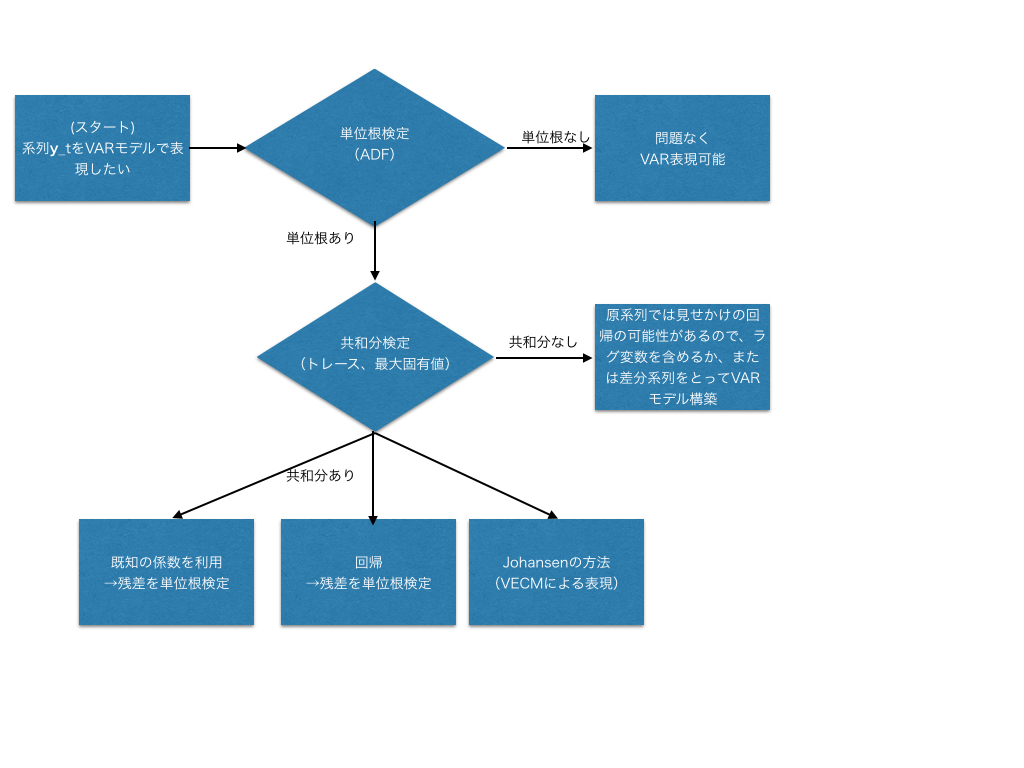 (スタート)
系列y_tをVARモデルで表
現したい
単位根検定
（ADF）
単位根なし
問題なく
VAR表現可能
単位根あり
共和分検定
（トレース、最大固有値）
共和分なし
原系列では見せかけの回
帰の可能性があるので、ラ
グ変数を含めるか、また
は差分系列をとってVAR
モデル構築
共和分あり
既知の係数を利用
→残差を単位根検定
回帰
→残差を単位根検定
Johansenの方法
（VECMによる表現）